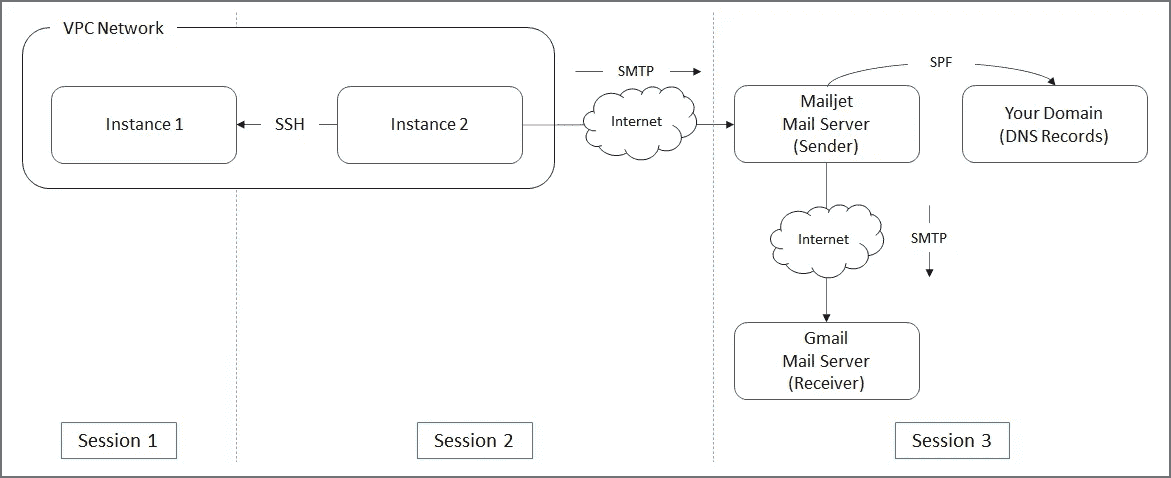 VPC Network
Instance 1
SSH
Instance 2
SMTP
Internet
Mailjet
Mail Server
(Sender)
SPF
Your Domain
(DNS Records)
Internet
SMTP
Gmail
Mail Server
(Receiver)
Session 1
Session 2
Session 3